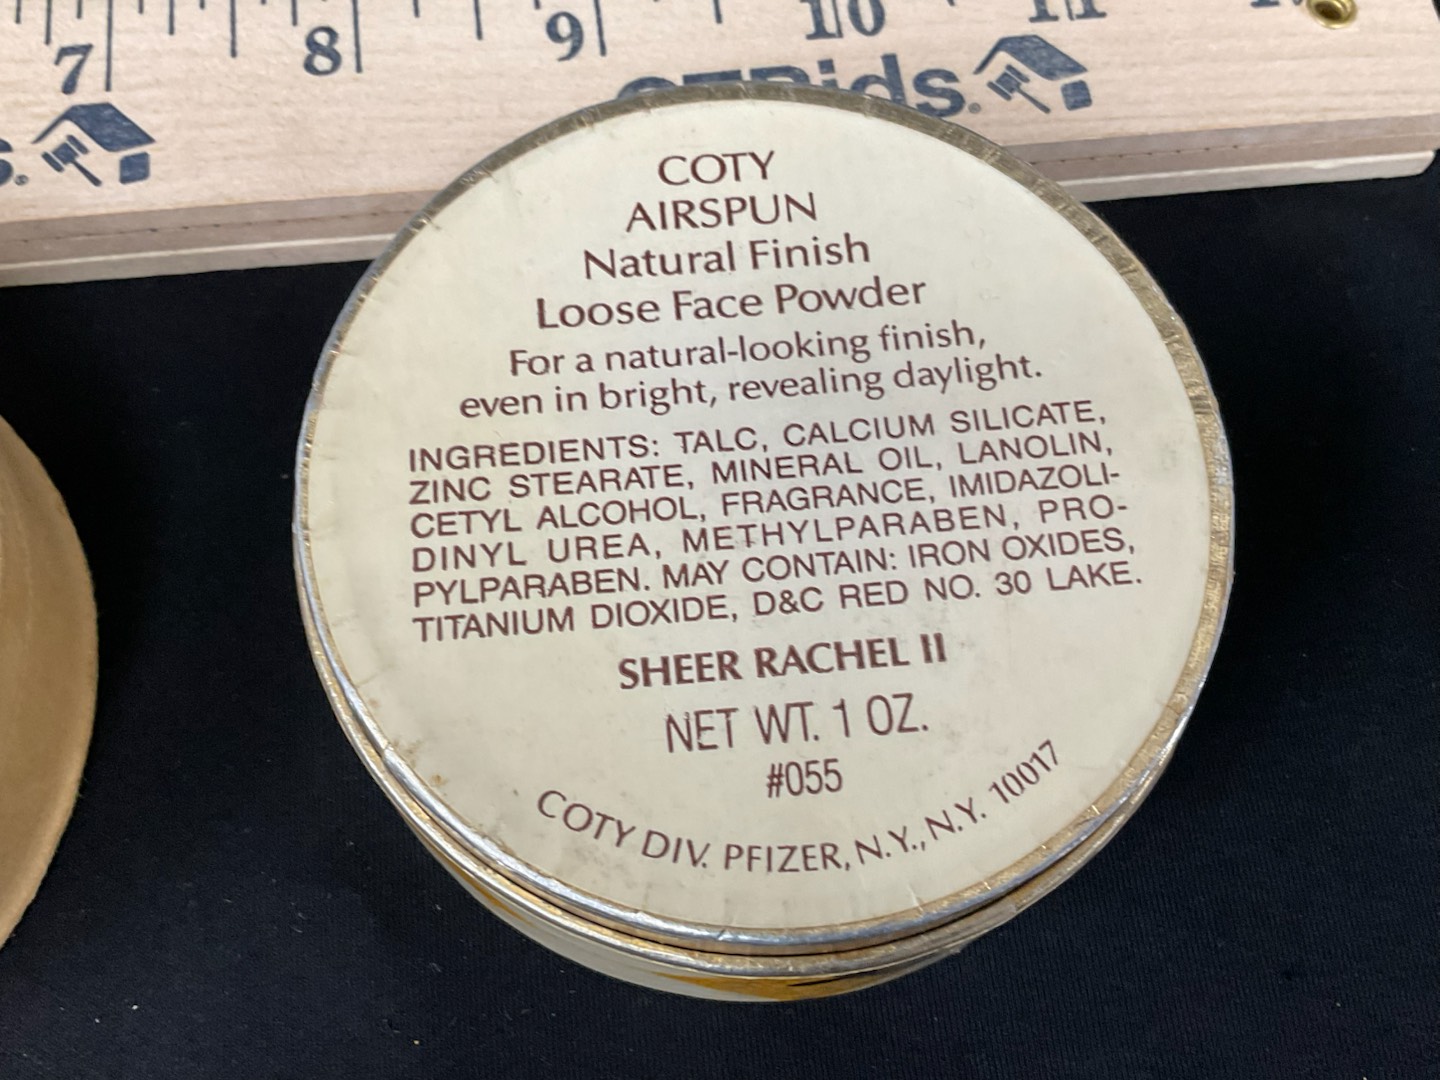 7 8 9 10 11
COTY
AIRSPUN
Natural Finish
Loose Face Powder
For a natural-looking finish,
even in bright, revealing daylight.
INGREDIENTS: TALC, CALCIUM SILICATE,
ZINC STEARATE, MINERAL OIL, LANOLIN,
CETYL ALCOHOL, FRAGRANCE, IMIDAZOLI-
DINYL UREA, METHYLPARABEN, PRO-
PYLPARABEN. MAY CONTAIN: IRON OXIDES,
TITANIUM DIOXIDE, D&C RED NO. 30 LAKE.
SHEER RACHEL II
NET WT. 1 OZ.
#055
COTY DIV. PFIZER, N.Y., N.Y. 10017